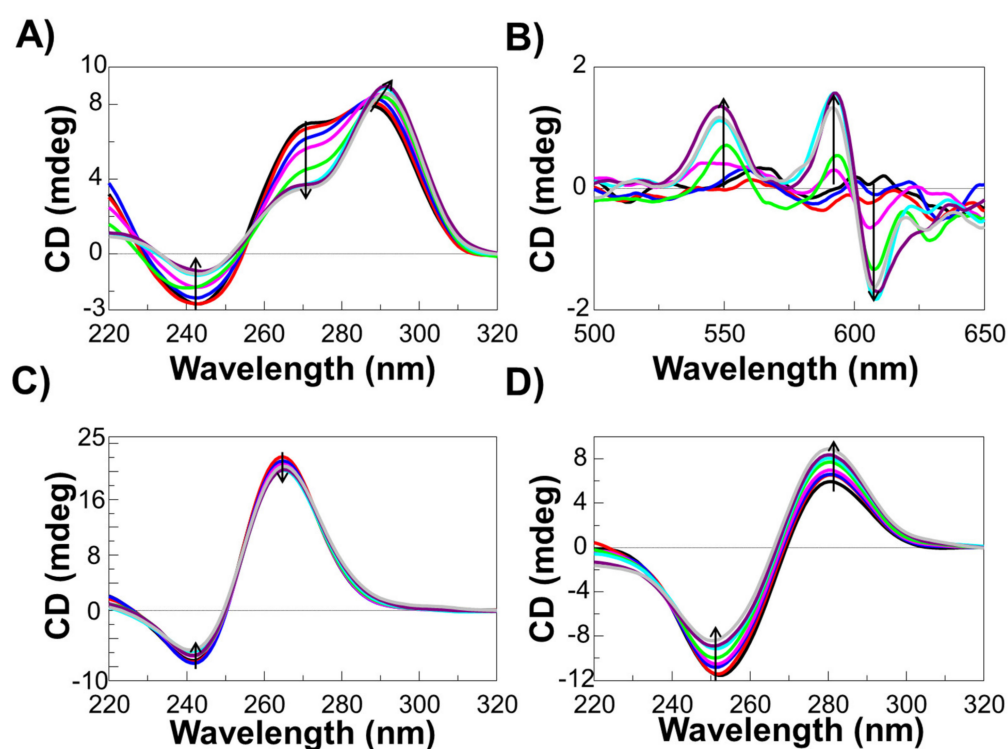 A)
10
8
4
0
-3
CD (mdeg)
220 240 260 280 300 320
Wavelength (nm)
B)
2
0
-2
CD (mdeg)
500 550 600 650
Wavelength (nm)
C)
25
16
8
0
-10
CD (mdeg)
220 240 260 280 300 320
Wavelength (nm)
D)
8
4
0
-4
-8
-12
CD (mdeg)
220 240 260 280 300 320
Wavelength (nm)